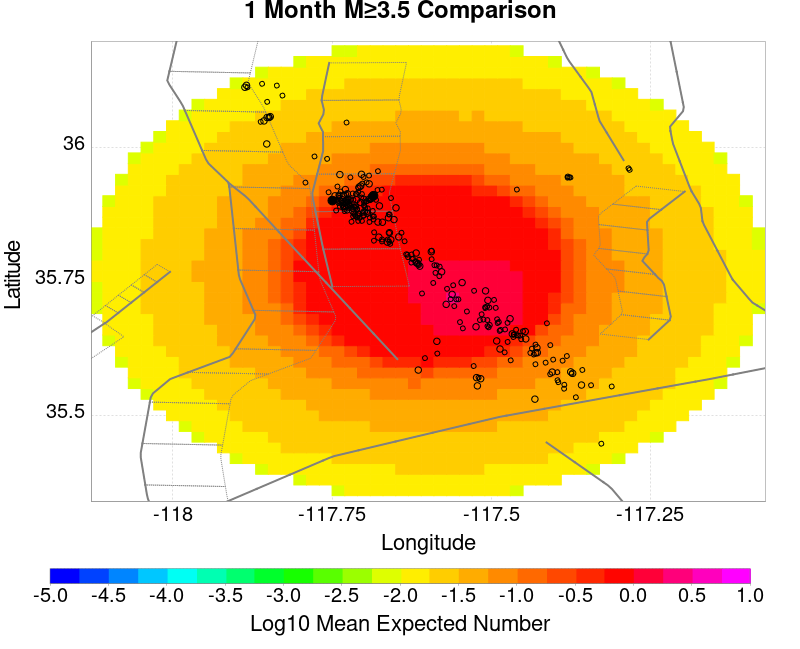 1 Month M≥3.5 Comparison
Latitude
36
35.75
35.5
-118 -117.75 -117.5 -117.25
Longitude
-5.0 -4.5 -4.0 -3.5 -3.0 -2.5 -2.0 -1.5 -1.0 -0.5 0.0 0.5 1.0
Log10 Mean Expected Number